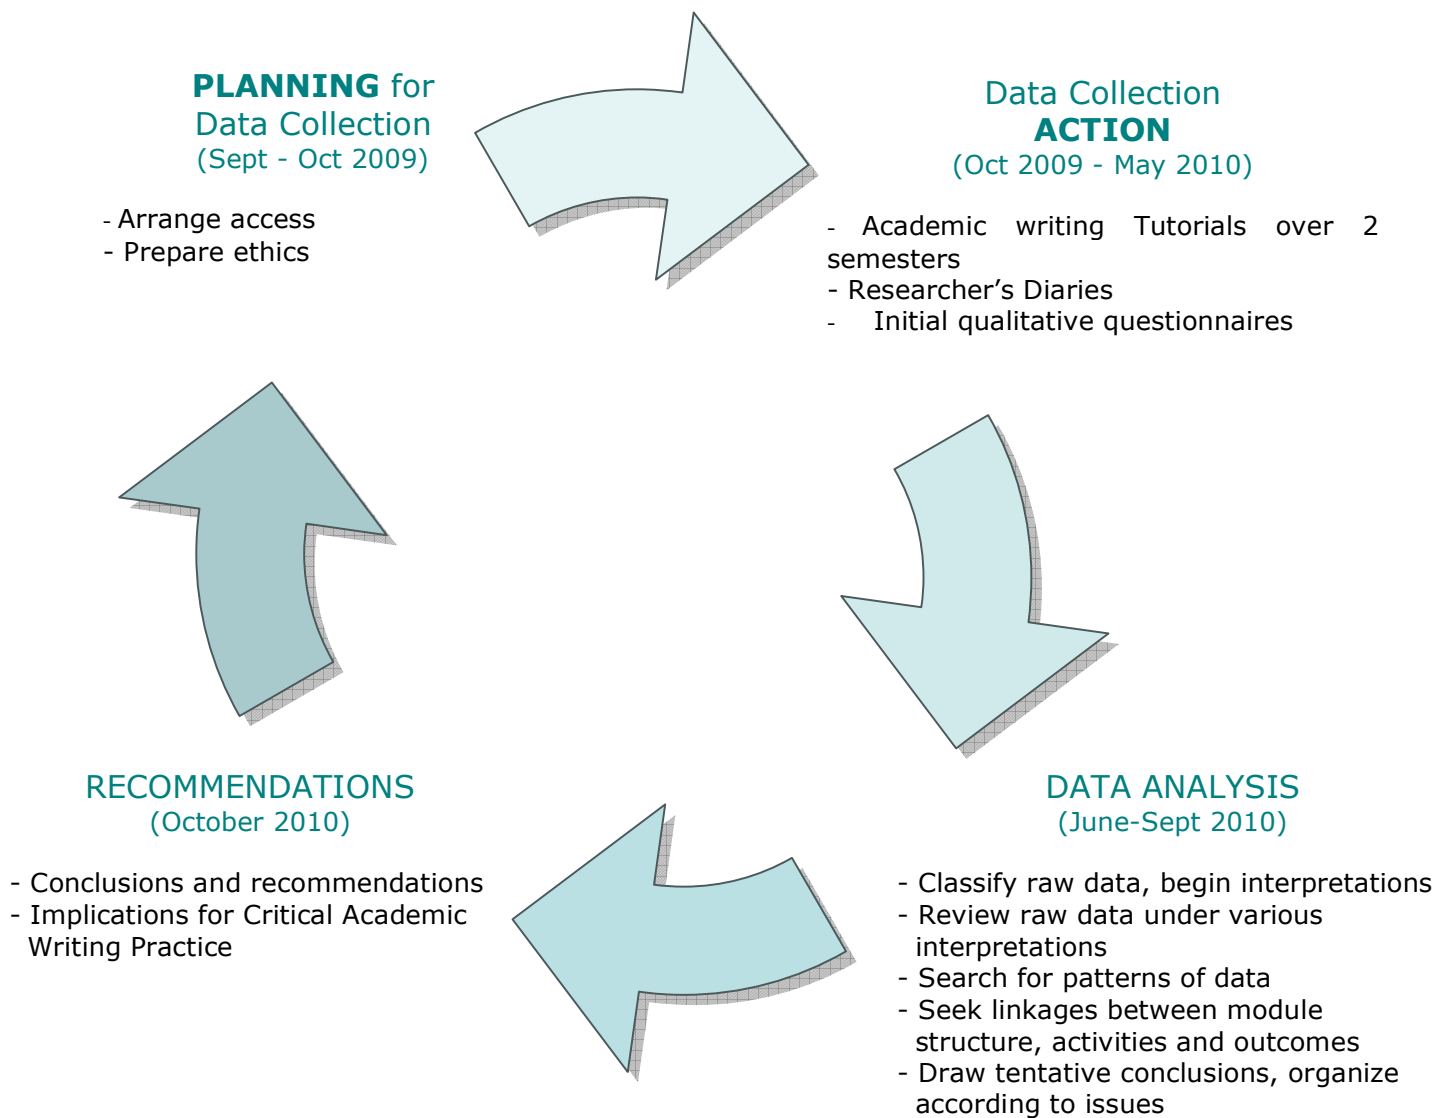 PLANNING for
Data Collection
(Sept - Oct 2009)
- Arrange access
- Prepare ethics
Data Collection
ACTION
(Oct 2009 - May 2010)
- Academic writing Tutorials over 2
semesters
- Researcher’s Diaries
- Initial qualitative questionnaires
DATA ANALYSIS
(June-Sept 2010)
- Classify raw data, begin interpretations
- Review raw data under various
interpretations
- Search for patterns of data
- Seek linkages between module
structure, activities and outcomes
- Draw tentative conclusions, organize
according to issues
RECOMMENDATIONS
(October 2010)
- Conclusions and recommendations
- Implications for Critical Academic
Writing Practice